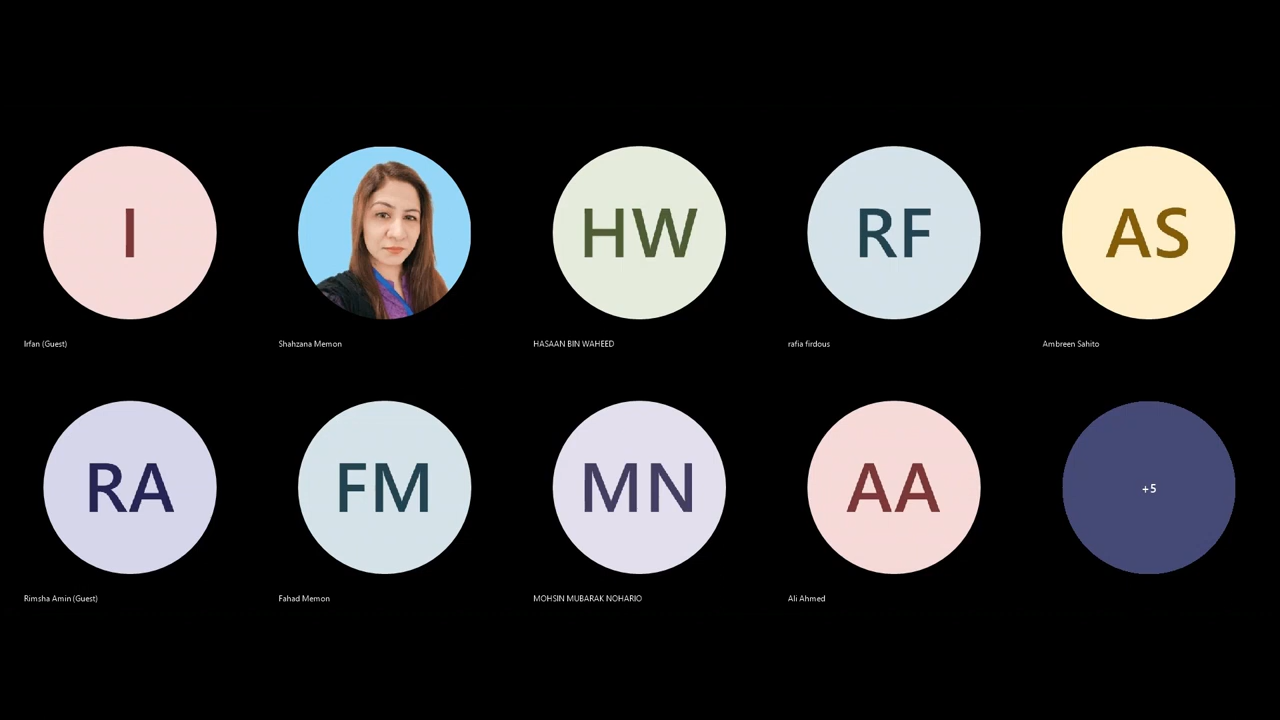 I
HW
RF
AS
Irfan (Guest)
Shahzana Memon
HASAAN BIN WAHEED
rafia firdous
Ambreen Sahito
RA
FM
MN
AA
+5
Rimsha Amin (Guest)
Fahad Memon
MOHSIN MUBARAK NOHARIO
Ali Ahmed